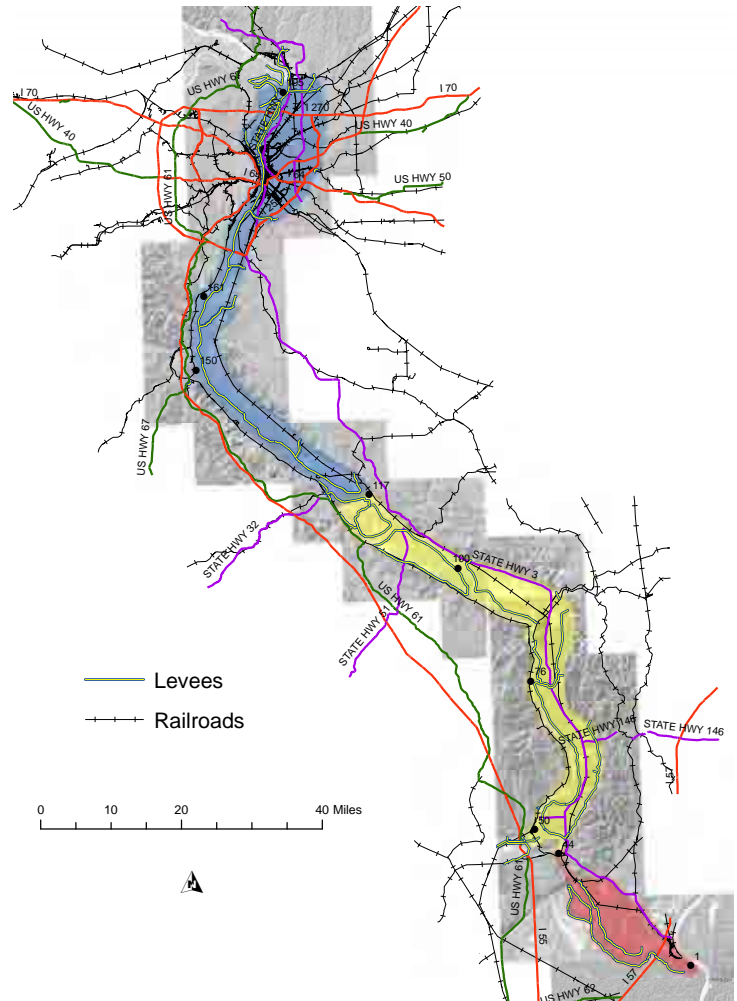 I 70
US HWY 67
195
I 70
US HWY 40
I 270
US HWY 40
US HWY 61
I 64
US HWY 50
161
150
US HWY 67
117
STATE HWY 32
100
STATE HWY 3
STATE HWY 51
US HWY 61
76
Levees
Railroads
STATE HWY 146
STATE HWY 146
I 57
0 10 20 40 Miles
N
50
44
US HWY 61
I 55
I 57
1
US HWY 62